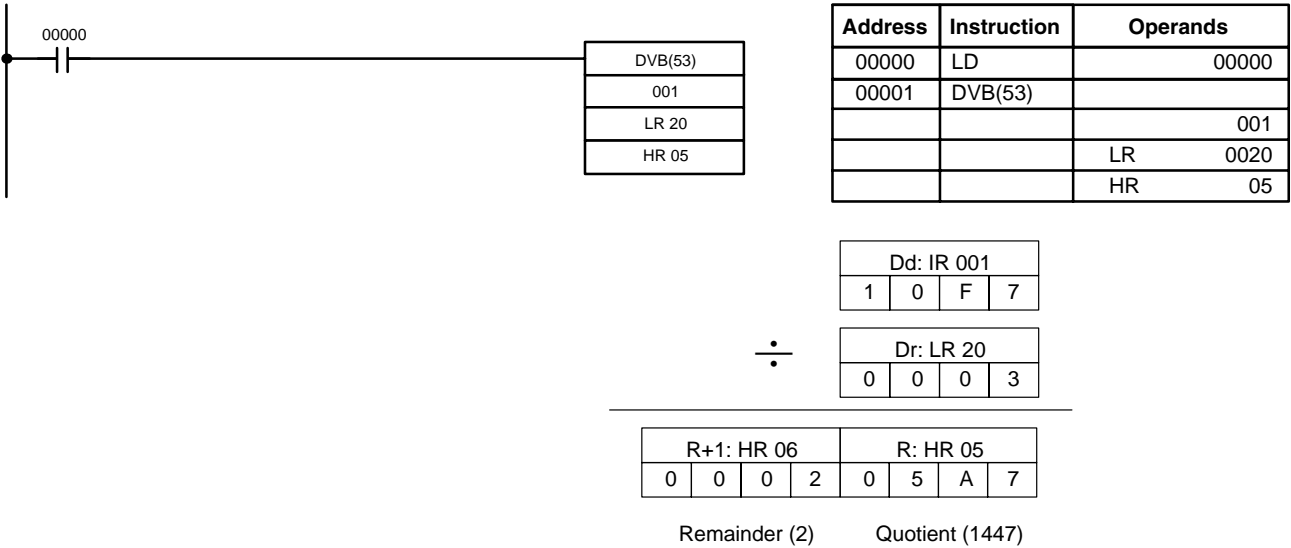 00000
DVB(53)
001
LR 20
HR 05
Address Instruction Operands
00000 LD 00000
00001 DVB(53)
001
LR 0020
HR 05
Dd: IR 001
1 0 F 7
÷
Dr: LR 20
0 0 0 3
R+1: HR 06 R: HR 05
0 0 0 2 0 5 A 7
Remainder (2) Quotient (1447)